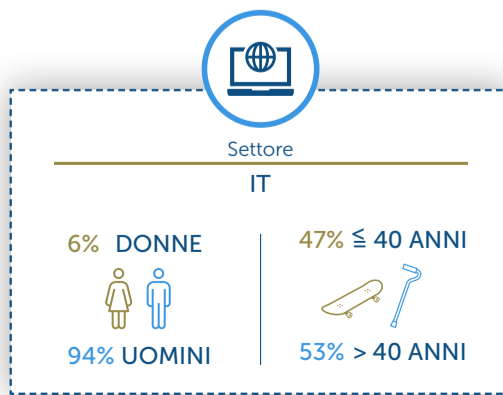 Settore
IT
6% DONNE
94% UOMINI
47% ≦ 40 ANNI
53% > 40 ANNI